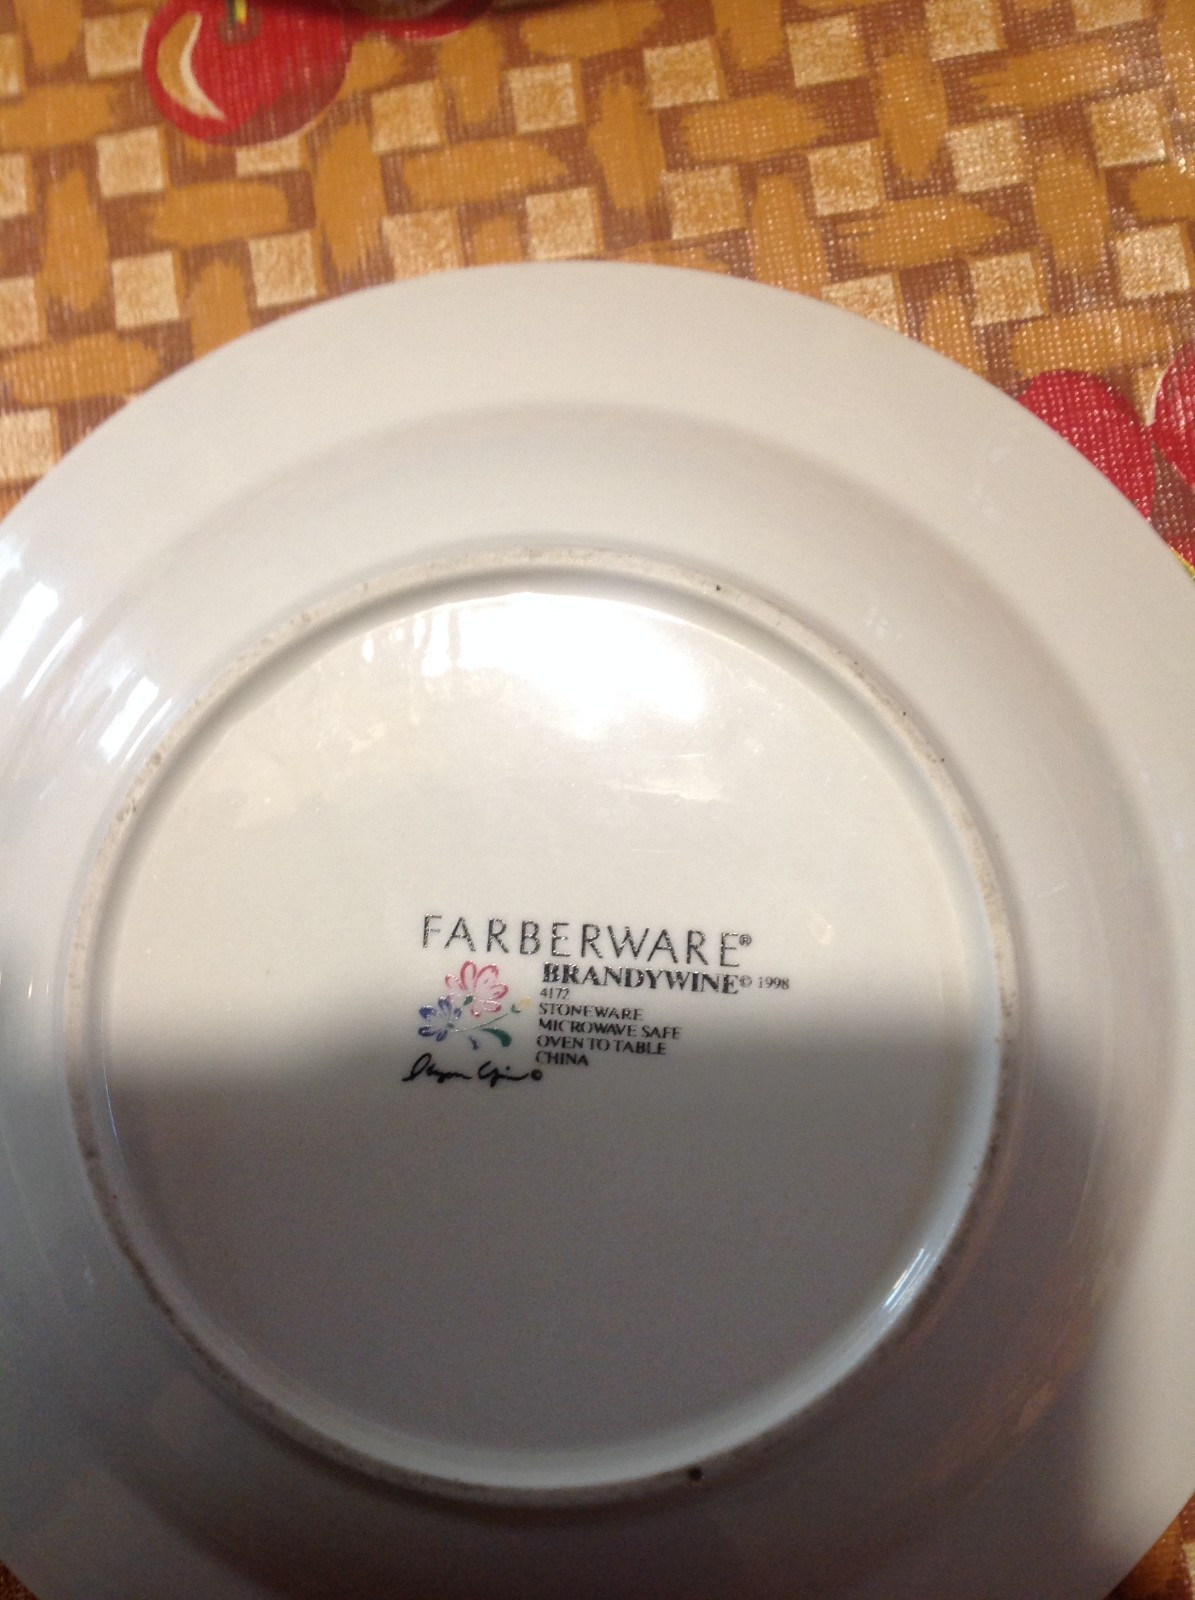 FARBERWARE®
BRANDYWINE© 1998
4172
STONEWARE
MICROWAVE SAFE
OVEN TO TABLE
CHINA
©